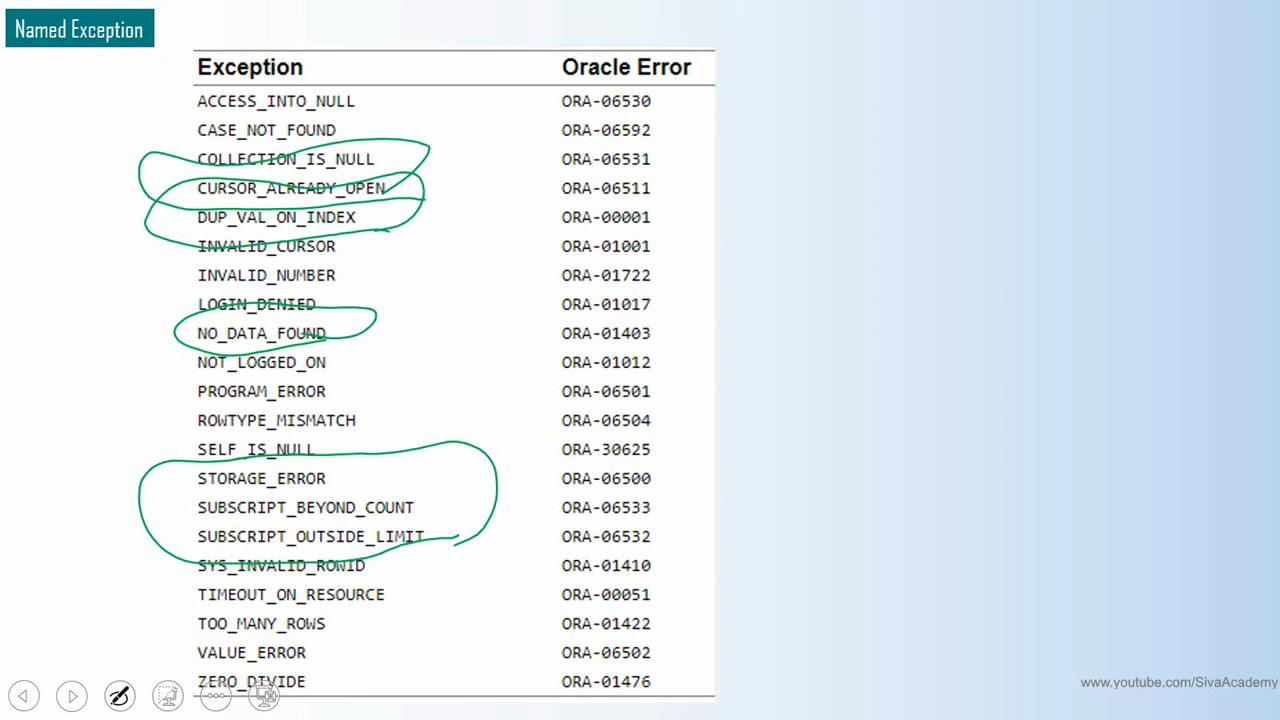 Named Exception
Exception Oracle Error
ACCESS_INTO_NULL ORA-06530
CASE_NOT_FOUND ORA-06592
COLLECTION_IS_NULL ORA-06531
CURSOR_ALREADY_OPEN ORA-06511
DUP_VAL_ON_INDEX ORA-00001
INVALID_CURSOR ORA-01001
INVALID_NUMBER ORA-01722
LOGIN_DENIED ORA-01017
NO_DATA_FOUND ORA-01403
NOT_LOGGED_ON ORA-01012
PROGRAM_ERROR ORA-06501
ROWTYPE_MISMATCH ORA-06504
SELF_IS_NULL ORA-30625
STORAGE_ERROR ORA-06500
SUBSCRIPT_BEYOND_COUNT ORA-06533
SUBSCRIPT_OUTSIDE_LIMIT ORA-06532
SYS_INVALID_ROWID ORA-01410
TIMEOUT_ON_RESOURCE ORA-00051
TOO_MANY_ROWS ORA-01422
VALUE_ERROR ORA-06502
ZERO_DIVIDE ORA-01476
www.youtube.com/SivaAcademy